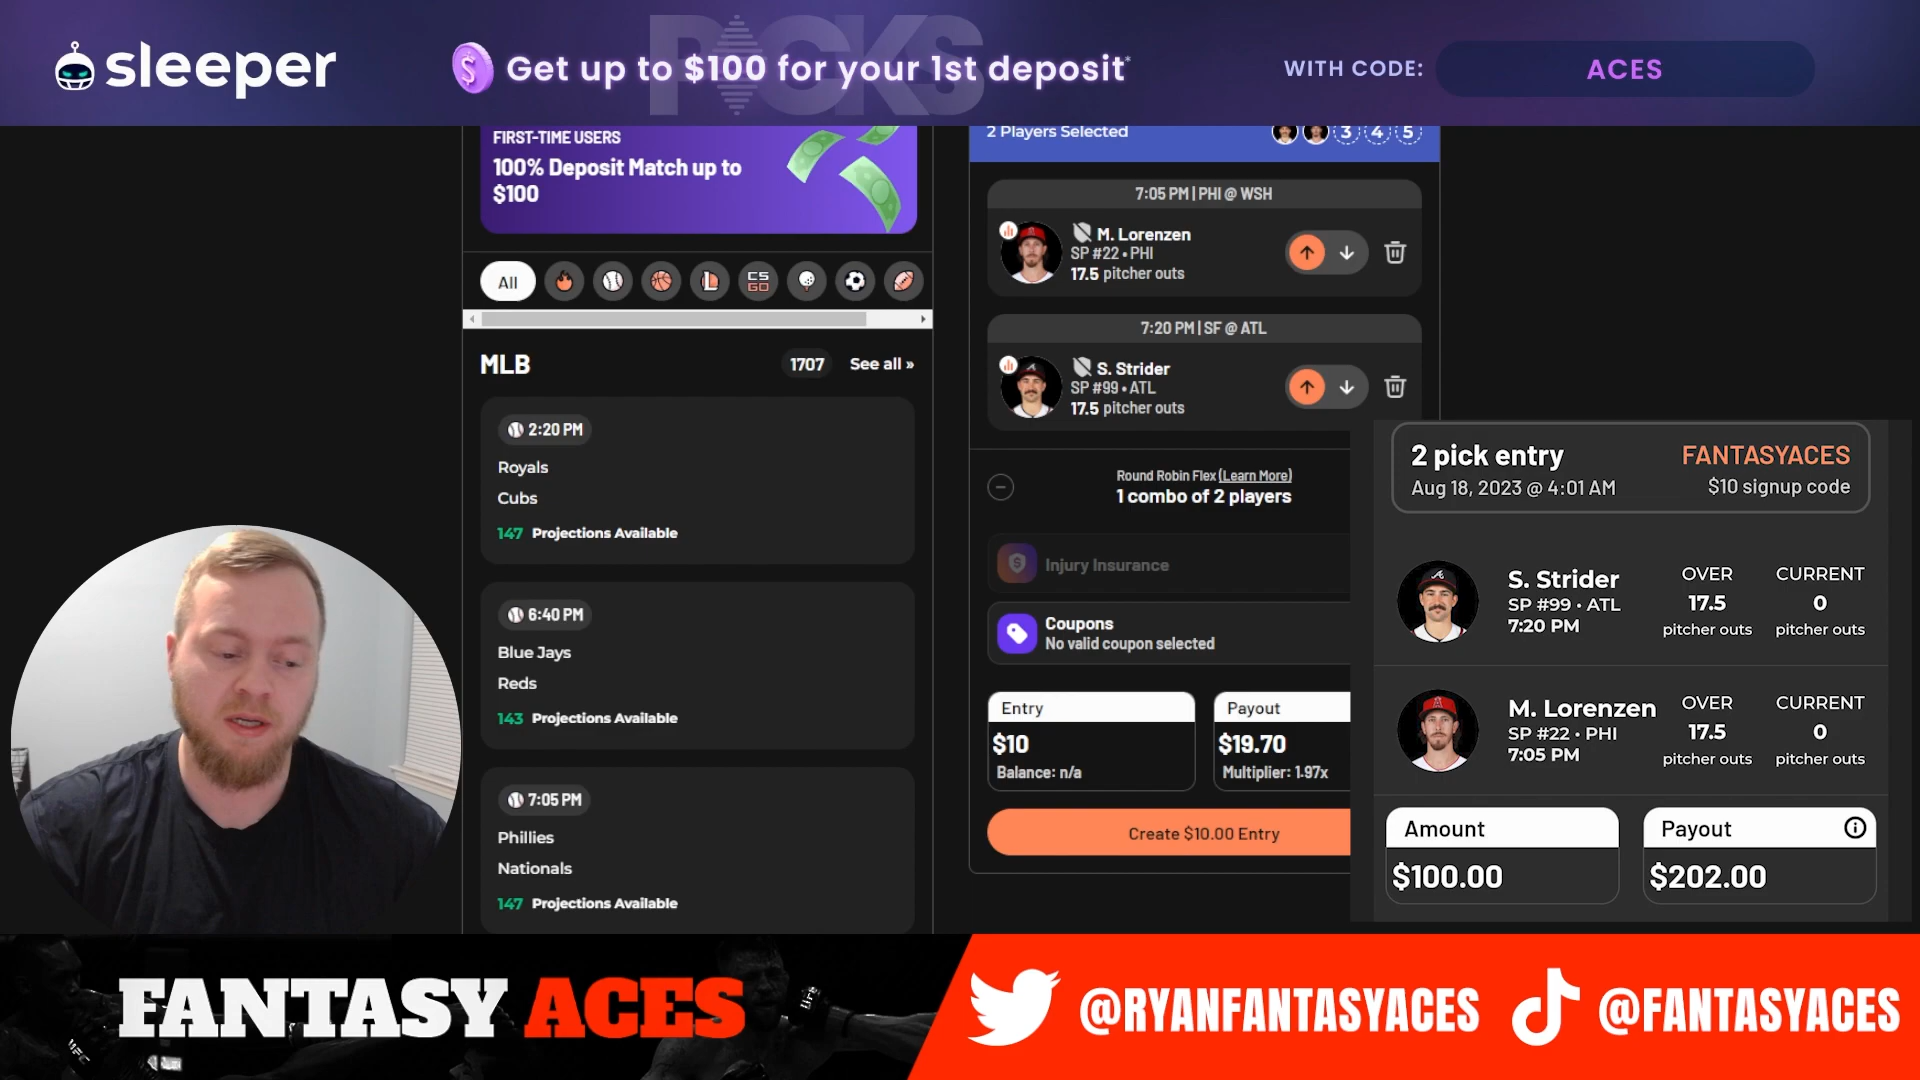 sleeper
PICKS
Get up to $100 for your 1st deposit*
WITH CODE:
ACES
FIRST-TIME USERS
100% Deposit Match up to
$100
All
CS
GO
MLB
1707
See all »
2:20 PM
Royals
Cubs
147 Projections Available
6:40 PM
Blue Jays
Reds
143 Projections Available
7:05 PM
Phillies
Nationals
147 Projections Available
2 Players Selected
3 4 5
7:05 PM | PHI @ WSH
M. Lorenzen
SP #22 • PHI
17.5 pitcher outs
7:20 PM | SF @ ATL
S. Strider
SP #99 • ATL
17.5 pitcher outs
Round Robin Flex (Learn More)
1 combo of 2 players
Injury Insurance
Coupons
No valid coupon selected
Entry
$10
Balance: n/a
Payout
$19.70
Multiplier: 1.97x
Create $10.00 Entry
2 pick entry
FANTASYACES
Aug 18, 2023 @ 4:01 AM
$10 signup code
S. Strider
SP #99 • ATL
7:20 PM
OVER
17.5
pitcher outs
CURRENT
0
pitcher outs
M. Lorenzen
SP #22 • PHI
7:05 PM
OVER
17.5
pitcher outs
CURRENT
0
pitcher outs
Amount
$100.00
Payout
$202.00
FANTASY ACES
UFC
UFC
@RYANFANTASYACES
@FANTASYACES